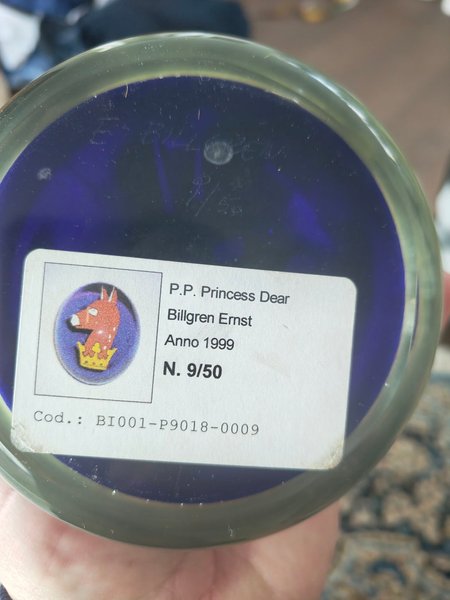 P.P. Princess Dear
Billgren Ernst
Anno 1999
N. 9/50
Cod.: BI001-P9018-0009